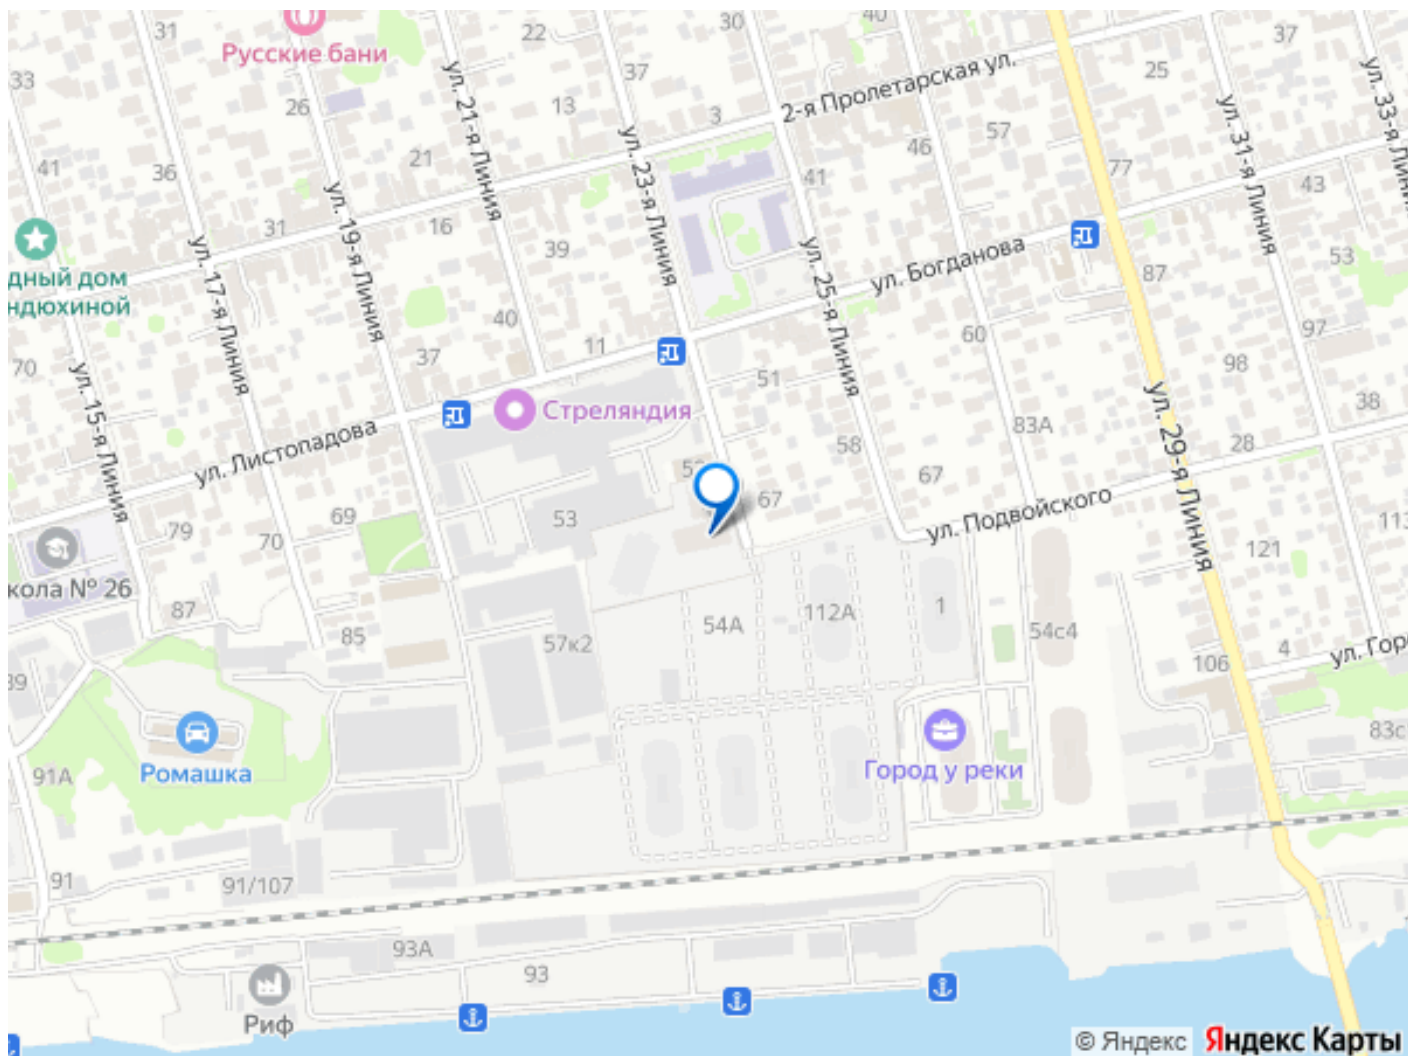 31
22
30
40
37
Русские бани
33
26
ул. 21-я Линия
13
37
3
2-я Пролетарская ул.
25
ул. 33-я Лини
57
ул. 31-я Линия
41
36
21
ул. 23-я Линия
46
77
41
43
ул. 19-я Линия
31
16
39
ул. Богданова
53
дный дом
ндюхиной
ул. 17-я Линия
87
40
ул. 25-я Линия
60
97
70
37
11
51
98
ул. 15-я Линия
Стреляндия
38
ул. Листопадова
58
83А
ул. 29-я Линия
28
67
67
ул. Подвойского
79
70
69
53
113
121
кола № 26
87
85
57к2
54А
112А
1
54с4
106
4
ул. Гор
39
91А
Ромашка
Город у реки
83с
91
91/107
93А
93
Риф
© Яндекс
Яндекс Карты